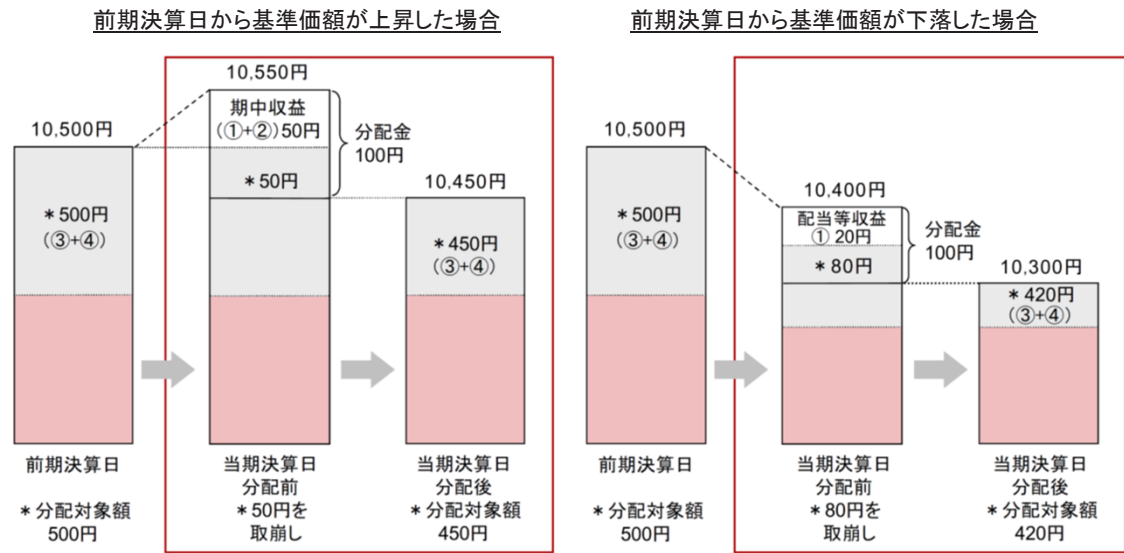 前期決算日から基準価額が上昇した場合
10,550円
期中収益
(①+②)50円
10,500円
分配金
100円
*50円
10,450円
*500円
(③+④)
*450円
(③+④)
前期決算日
*分配対象額
500円
当期決算日
分配前
*50円を
取崩し
当期決算日
分配後
*分配対象額
450円
前期決算日から基準価額が下落した場合
10,500円
10,400円
配当等収益
① 20円
分配金
100円
*500円
(③+④)
*80円
10,300円
*420円
(③+④)
前期決算日
*分配対象額
500円
当期決算日
分配前
*80円を
取崩し
当期決算日
分配後
*分配対象額
420円